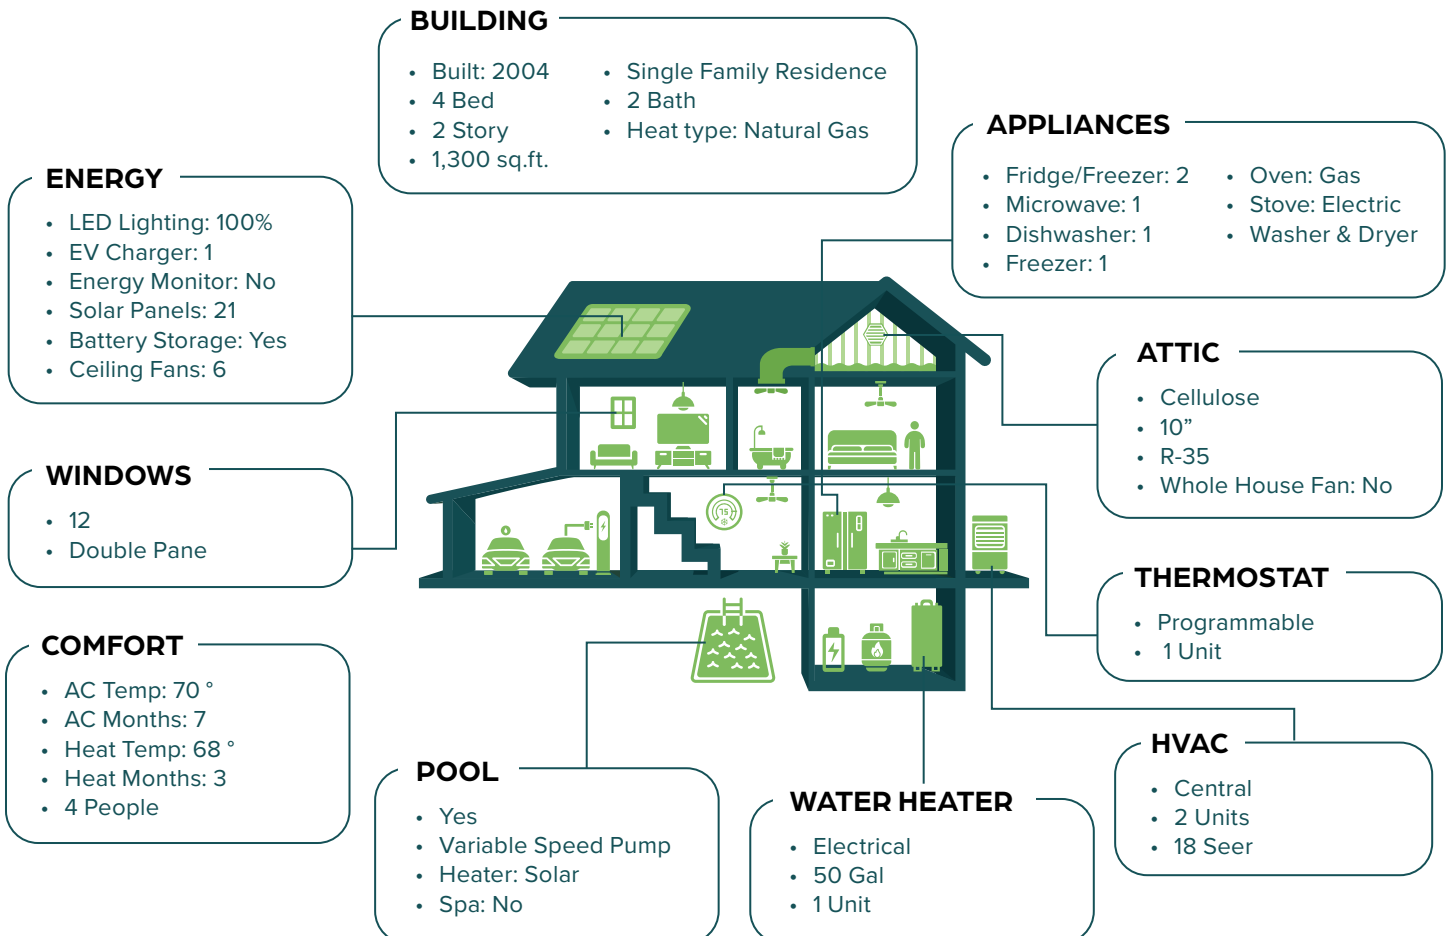 BUILDING
• Built: 2004
• 4 Bed
• 2 Story
• 1,300 sq.ft.
• Single Family Residence
• 2 Bath
• Heat type: Natural Gas
APPLIANCES
• Fridge/Freezer: 2
• Microwave: 1
• Dishwasher: 1
• Freezer: 1
• Oven: Gas
• Stove: Electric
• Washer & Dryer
ENERGY
• LED Lighting: 100%
• EV Charger: 1
• Energy Monitor: No
• Solar Panels: 21
• Battery Storage: Yes
• Ceiling Fans: 6
ATTIC
• Cellulose
• 10”
• R-35
• Whole House Fan: No
WINDOWS
• 12
• Double Pane
75
THERMOSTAT
• Programmable
• 1 Unit
COMFORT
• AC Temp: 70 °
• AC Months: 7
• Heat Temp: 68 °
• Heat Months: 3
• 4 People
HVAC
• Central
• 2 Units
• 18 Seer
POOL
• Yes
• Variable Speed Pump
• Heater: Solar
• Spa: No
WATER HEATER
• Electrical
• 50 Gal
• 1 Unit